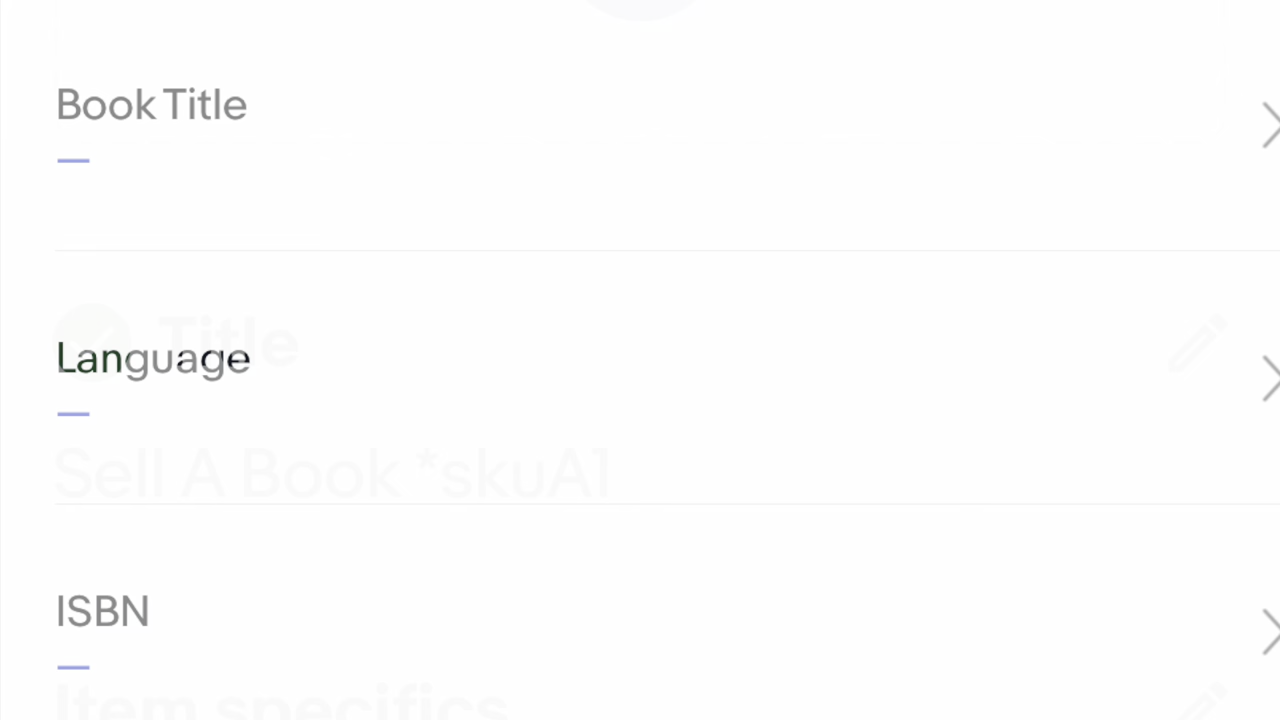 Book Title
—
Title
Language
—
Sell A Book *skuA1
ISBN
—
Item specifics